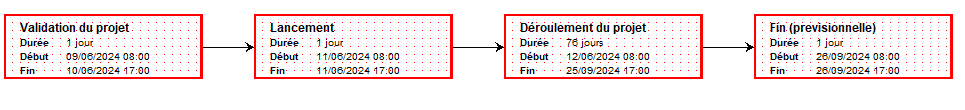 Validation du projet
Durée 1 jour
Début 09/06/2024 08:00
Fin 10/06/2024 17:00
Lancement
Durée 1 jour
Début 11/06/2024 08:00
Fin 11/06/2024 17:00
Déroulement du projet
Durée 76 jours
Début 12/06/2024 08:00
Fin 25/09/2024 17:00
Fin (previsionnelle)
Durée 1 jour
Début 26/09/2024 08:00
Fin 26/09/2024 17:00